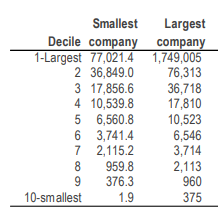 Smallest Largest
Decile company company
1-Largest 77,021.4 1,749,005
2 36,849.0 76,313
3 17,856.6 36,718
4 10,539.8 17,810
5 6,560.8 10,523
6 3,741.4 6,546
7 2,115.2 3,714
8 959.8 2,113
9 376.3 960
10-smallest 1.9 375